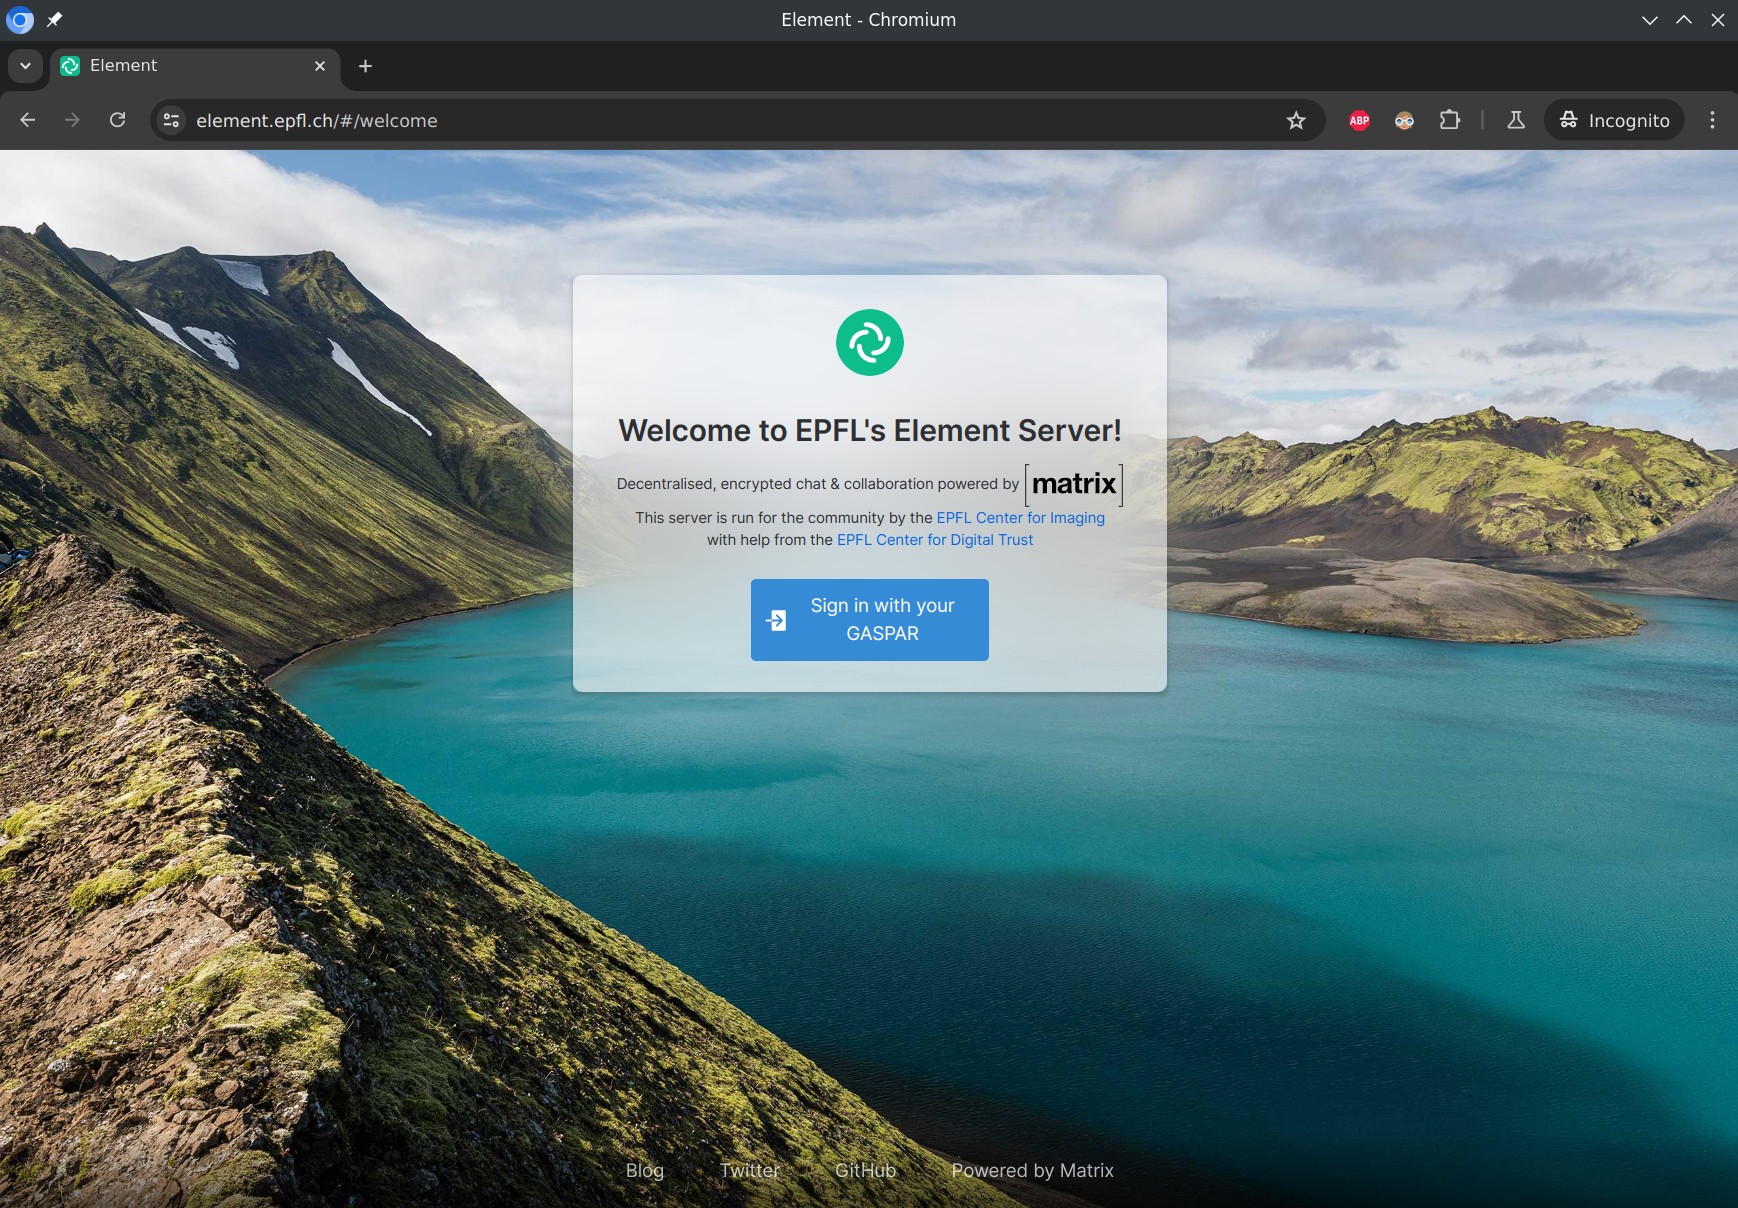 Element - Chromium
Element
element.epfl.ch/#/welcome
ABP
Incognito
Welcome to EPFL's Element Server!
Decentralised, encrypted chat & collaboration powered by [matrix]
This server is run for the community by the EPFL Center for Imaging
with help from the EPFL Center for Digital Trust
Sign in with your
GASPAR
Blog Twitter GitHub Powered by Matrix